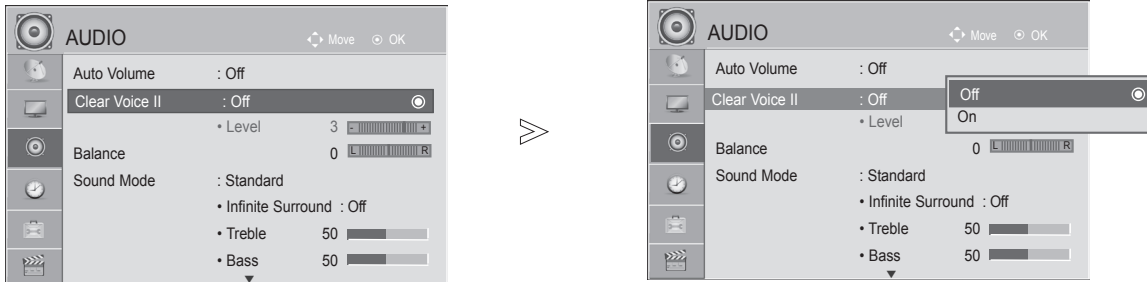 AUDIO Move OK
Auto Volume : Off
Clear Voice II : Off
• Level 3 - +
Balance 0 L R
Sound Mode : Standard
• Infinite Surround : Off
• Treble 50
• Bass 50
AUDIO Move OK
Auto Volume : Off
Clear Voice II : Off
• Level
Off
On
Balance 0 L R
Sound Mode : Standard
• Infinite Surround : Off
• Treble 50
• Bass 50